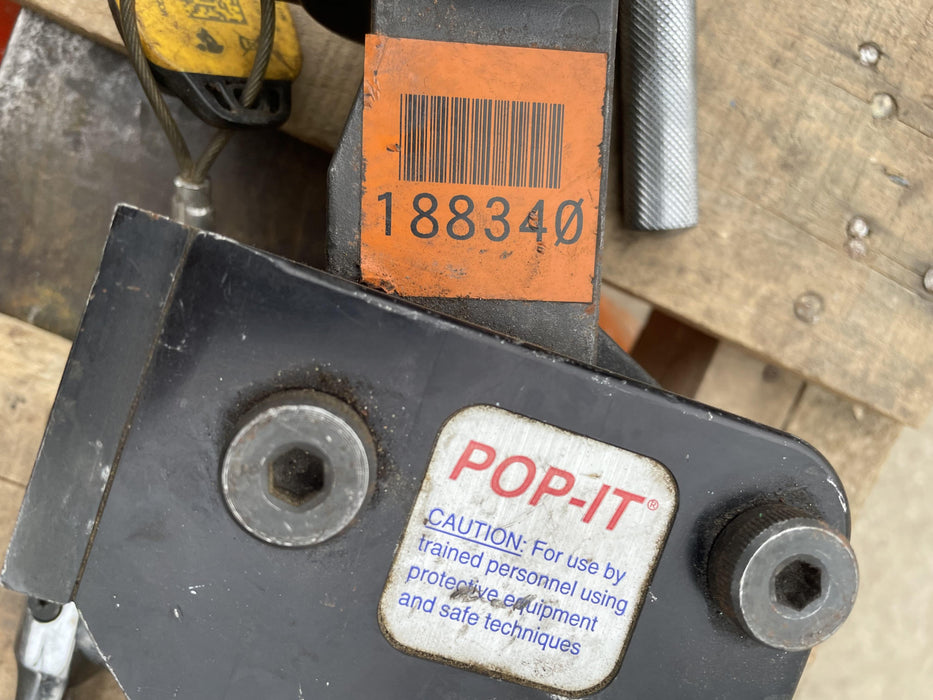 188340
POP-IT®
CAUTION: For use by
trained personnel using
protective equipment
and safe techniques